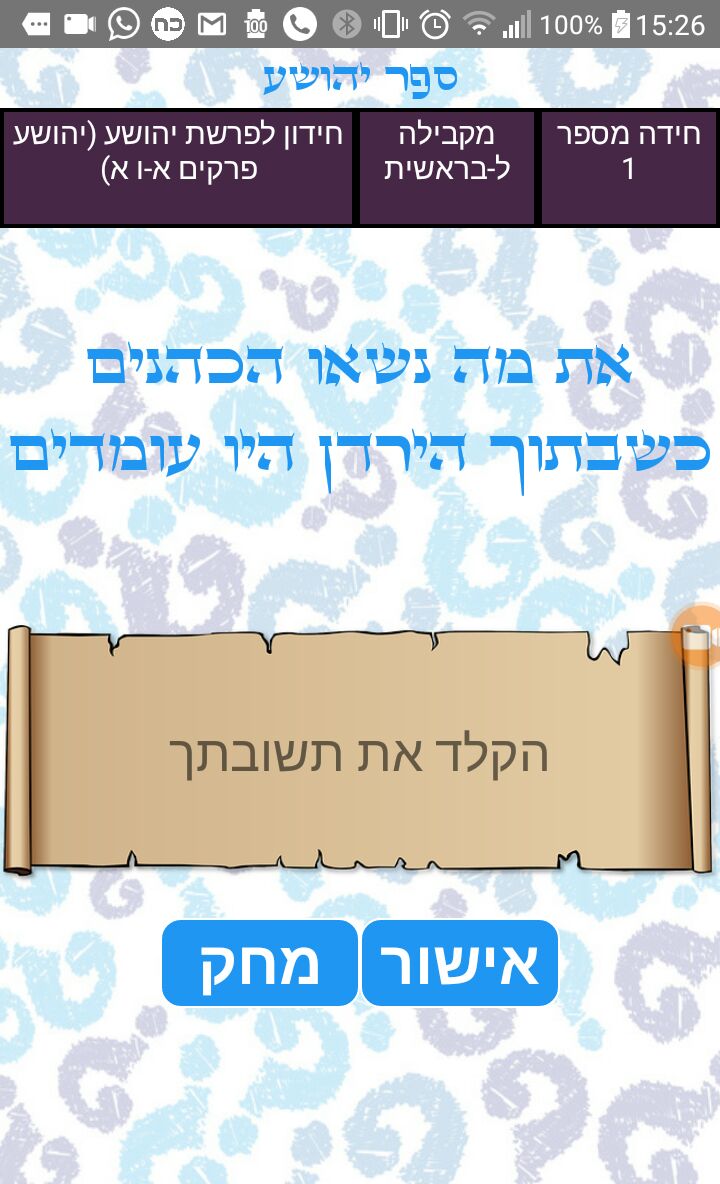 100% 15:26
ספר יהושע
חידה מספר
1
מקבילה
ל-בראשית
חידון לפרשת יהושע (יהושע
פרקים א-ו א)
את מה נשאו הכהנים
כשבתוך הירדן היו עומדים
הקלד את תשובתך
אישור
מחק